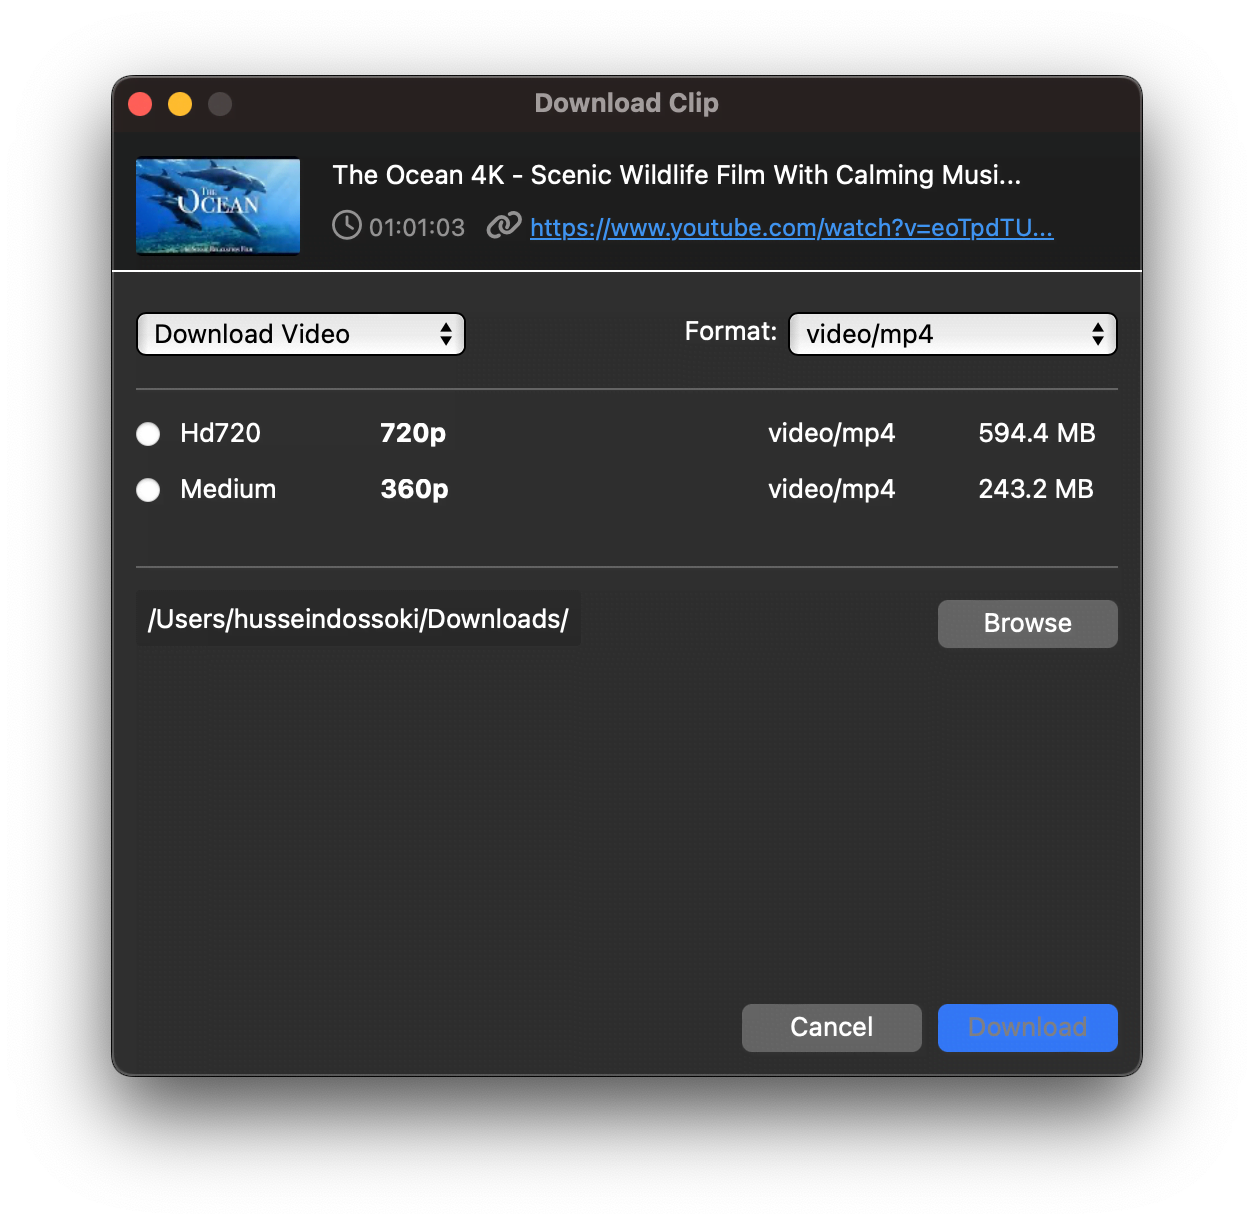 Download Clip
THE
OCEAN
The Ocean 4K - Scenic Wildlife Film With Calming Musi...
01:01:03 https://www.youtube.com/watch?v=eoTpdTU...
Download Video Format: video/mp4
Hd720 720p video/mp4 594.4 MB
Medium 360p video/mp4 243.2 MB
/Users/husseindossoki/Downloads/ Browse
Cancel Download